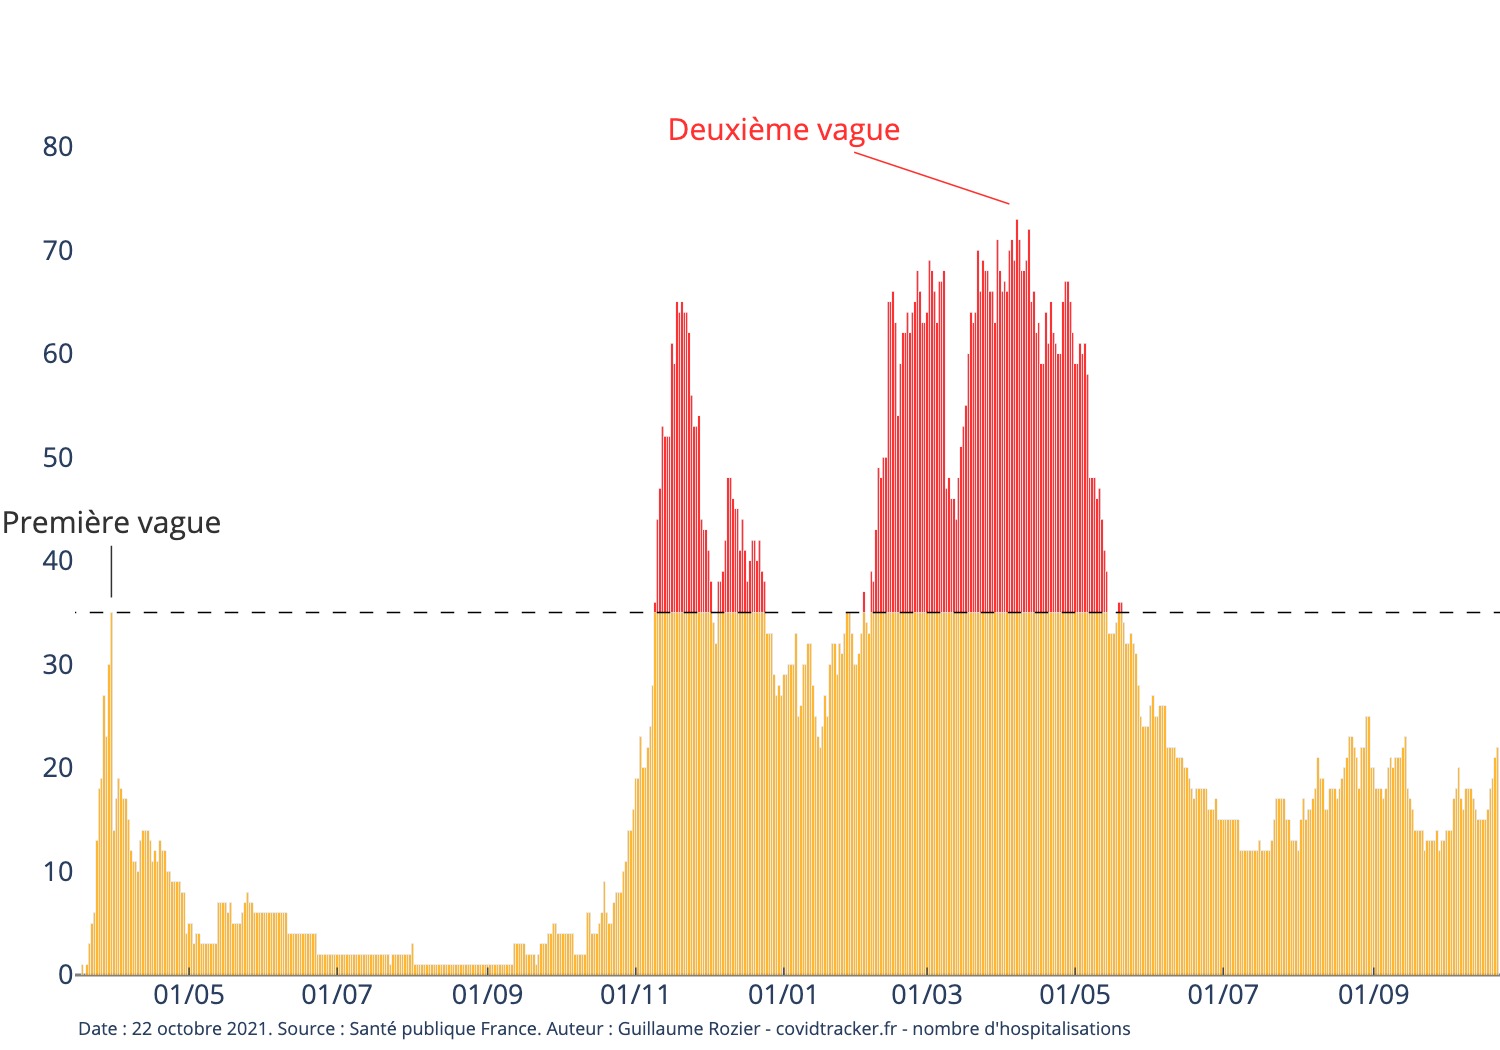 Deuxième vague
80
70
60
50
Première vague
40
30
20
10
0
01/05 01/07 01/09 01/11 01/01 01/03 01/05 01/07 01/09
Date : 22 octobre 2021. Source : Santé publique France. Auteur : Guillaume Rozier - covidtracker.fr - nombre d'hospitalisations